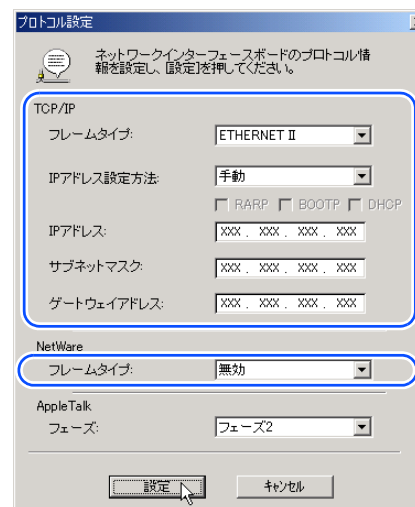 プロトコル設定
ネットワークインターフェースボードのプロトコル情
報を設定し、[設定]を押してください。
TCP/IP
フレームタイプ: ETHERNET II
IPアドレス設定方法: 手動
RARP BOOTP DHCP
IPアドレス: XXX . XXX . XXX . XXX
サブネットマスク: XXX . XXX . XXX . XXX
ゲートウェイアドレス: XXX . XXX . XXX . XXX
NetWare
フレームタイプ: 無効
AppleTalk
フェーズ: フェーズ2
設定 キャンセル